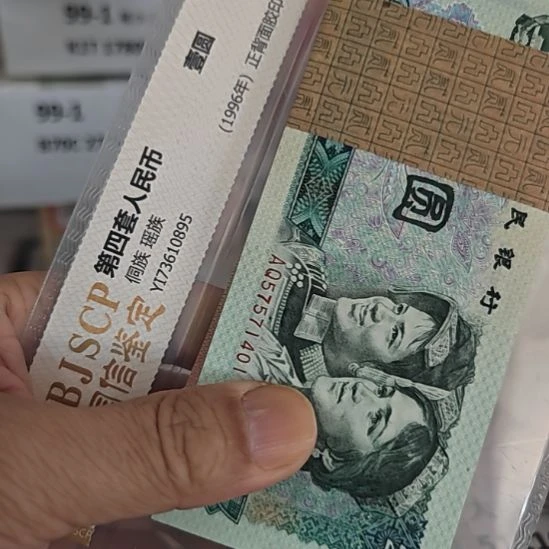 99-1
99-1
壹圆
(1996年) 正背面胶印
第四套人民币
侗族 瑶族
YI73610895
BJSCP
信鉴定
圆
民银行
AQ57571401